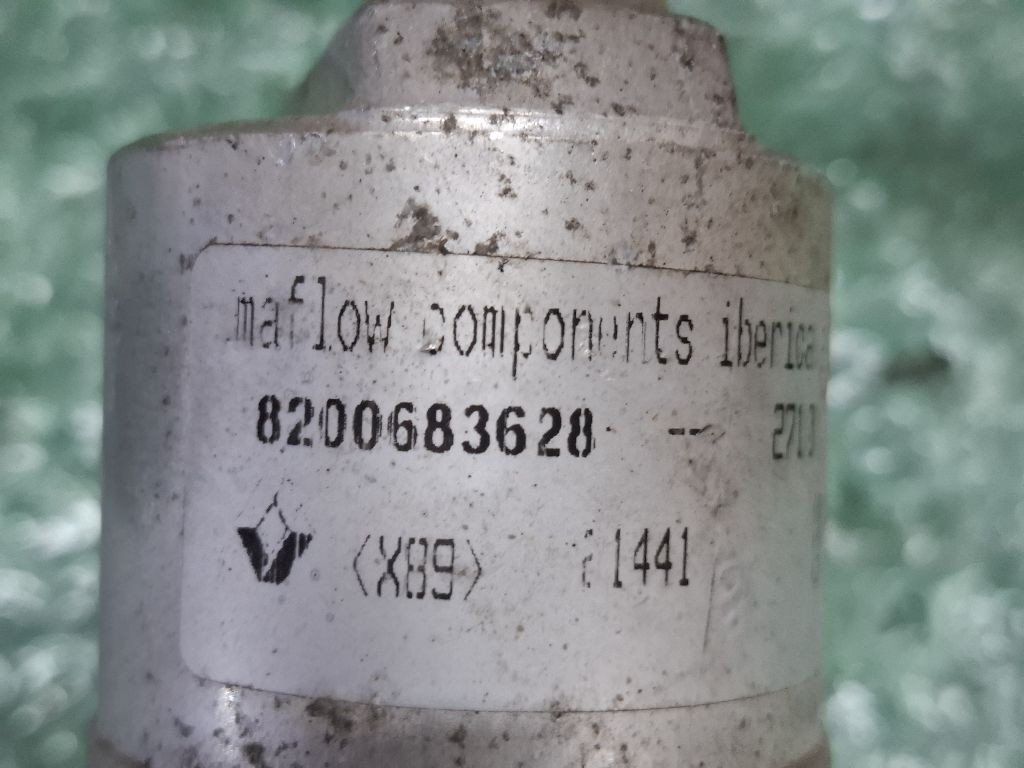 maflow components iberica
8200683628 --
<X89> 1441